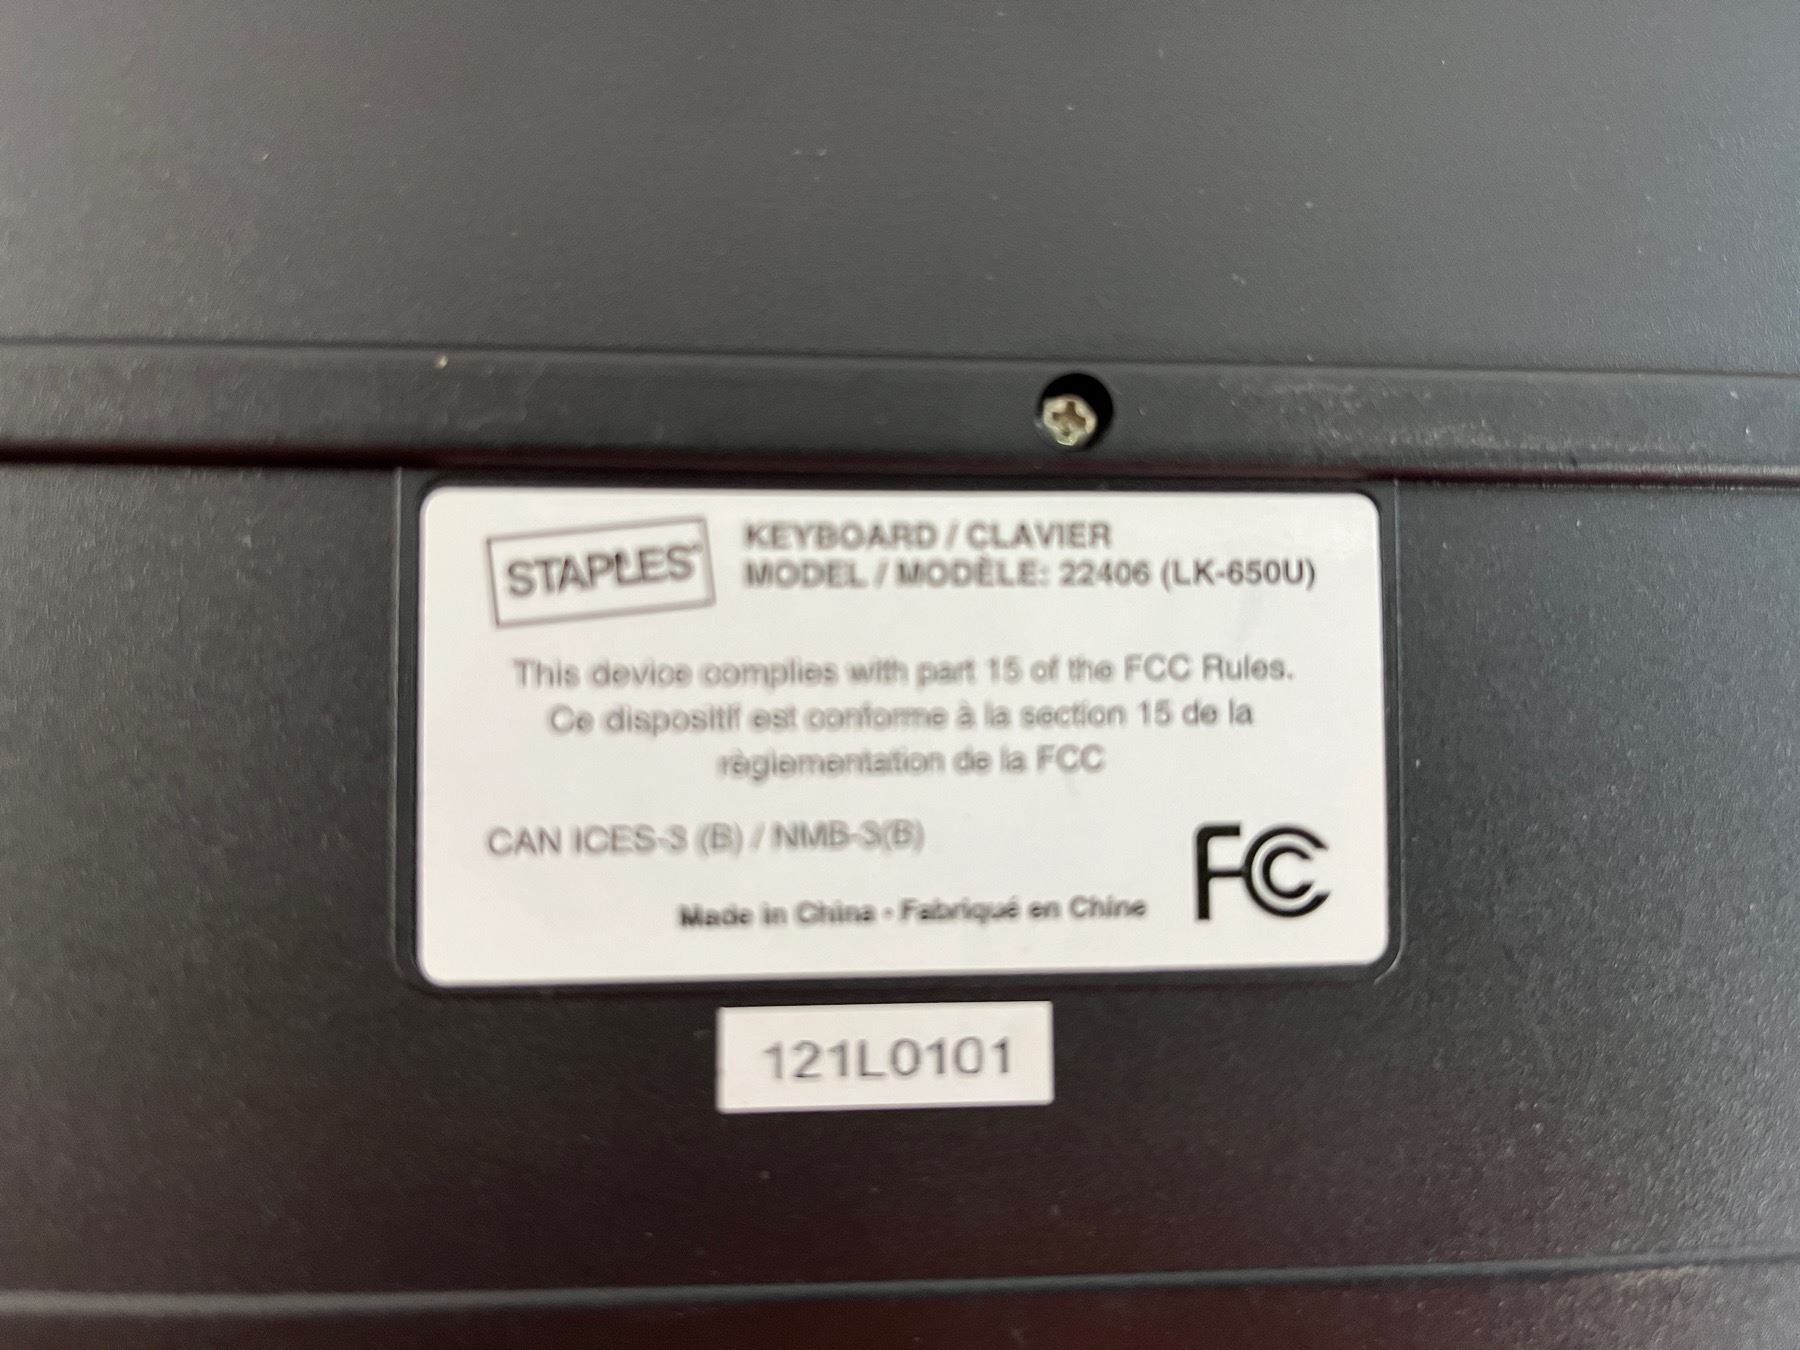 STAPLES
KEYBOARD / CLAVIER
MODEL / MODÈLE: 22406 (LK-650U)
This device complies with part 15 of the FCC Rules.
Ce dispositif est conforme à la section 15 de la
règlementation de la FCC
CAN ICES-3 (B) / NMB-3(B)
FC
Made in China - Fabriqué en Chine
121L0101